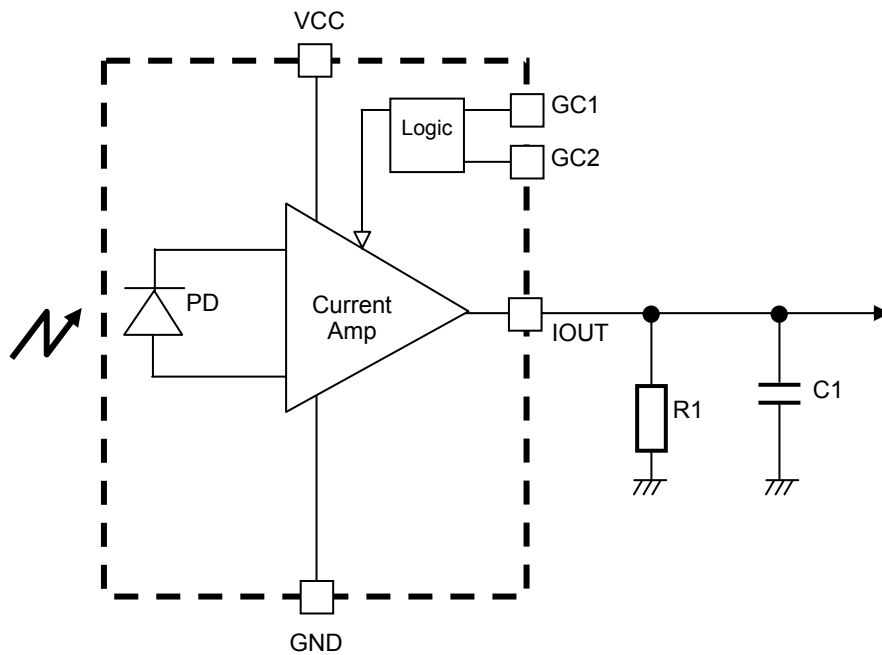 VCC
GC1
Logic
GC2
PD
Current
Amp
IOUT
R1
C1
GND